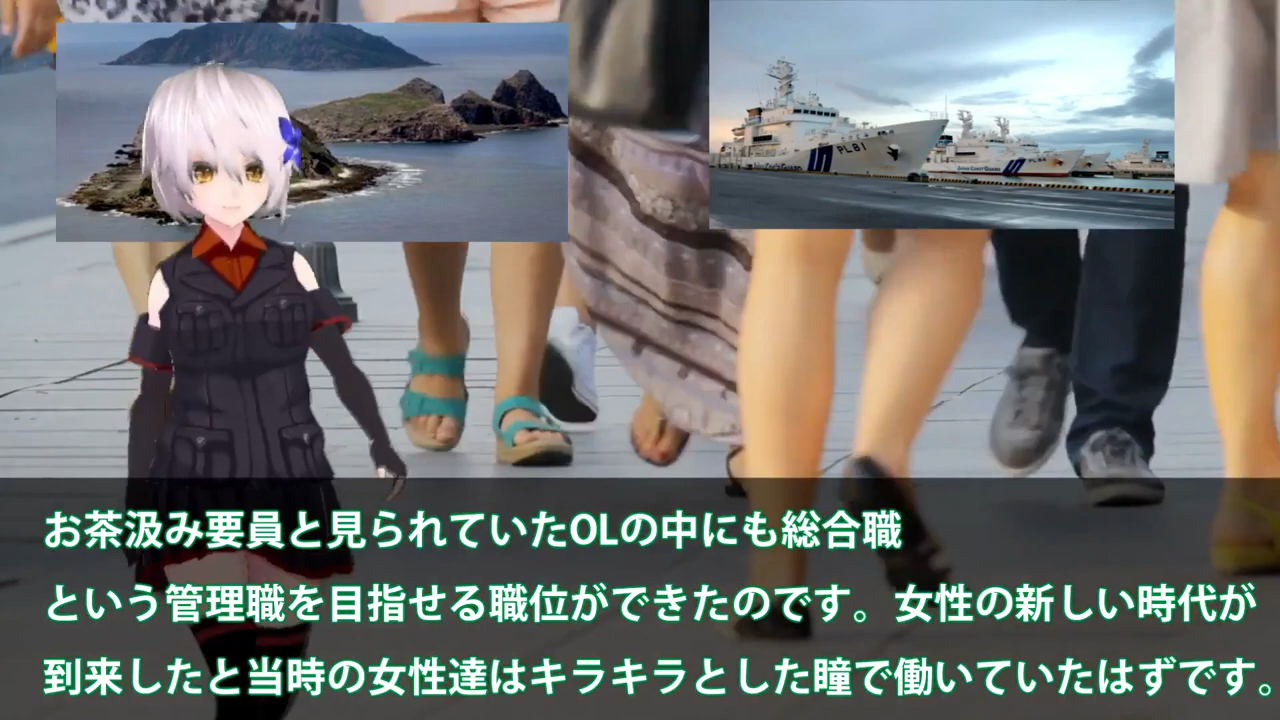 PL81
JAPAN COAST GUARD
お茶汲み要員と見られていたOLの中にも総合職
という管理職を目指せる職位ができたのです。女性の新しい時代が
到来したと当時の女性達はキラキラとした瞳で働いていたはずです。